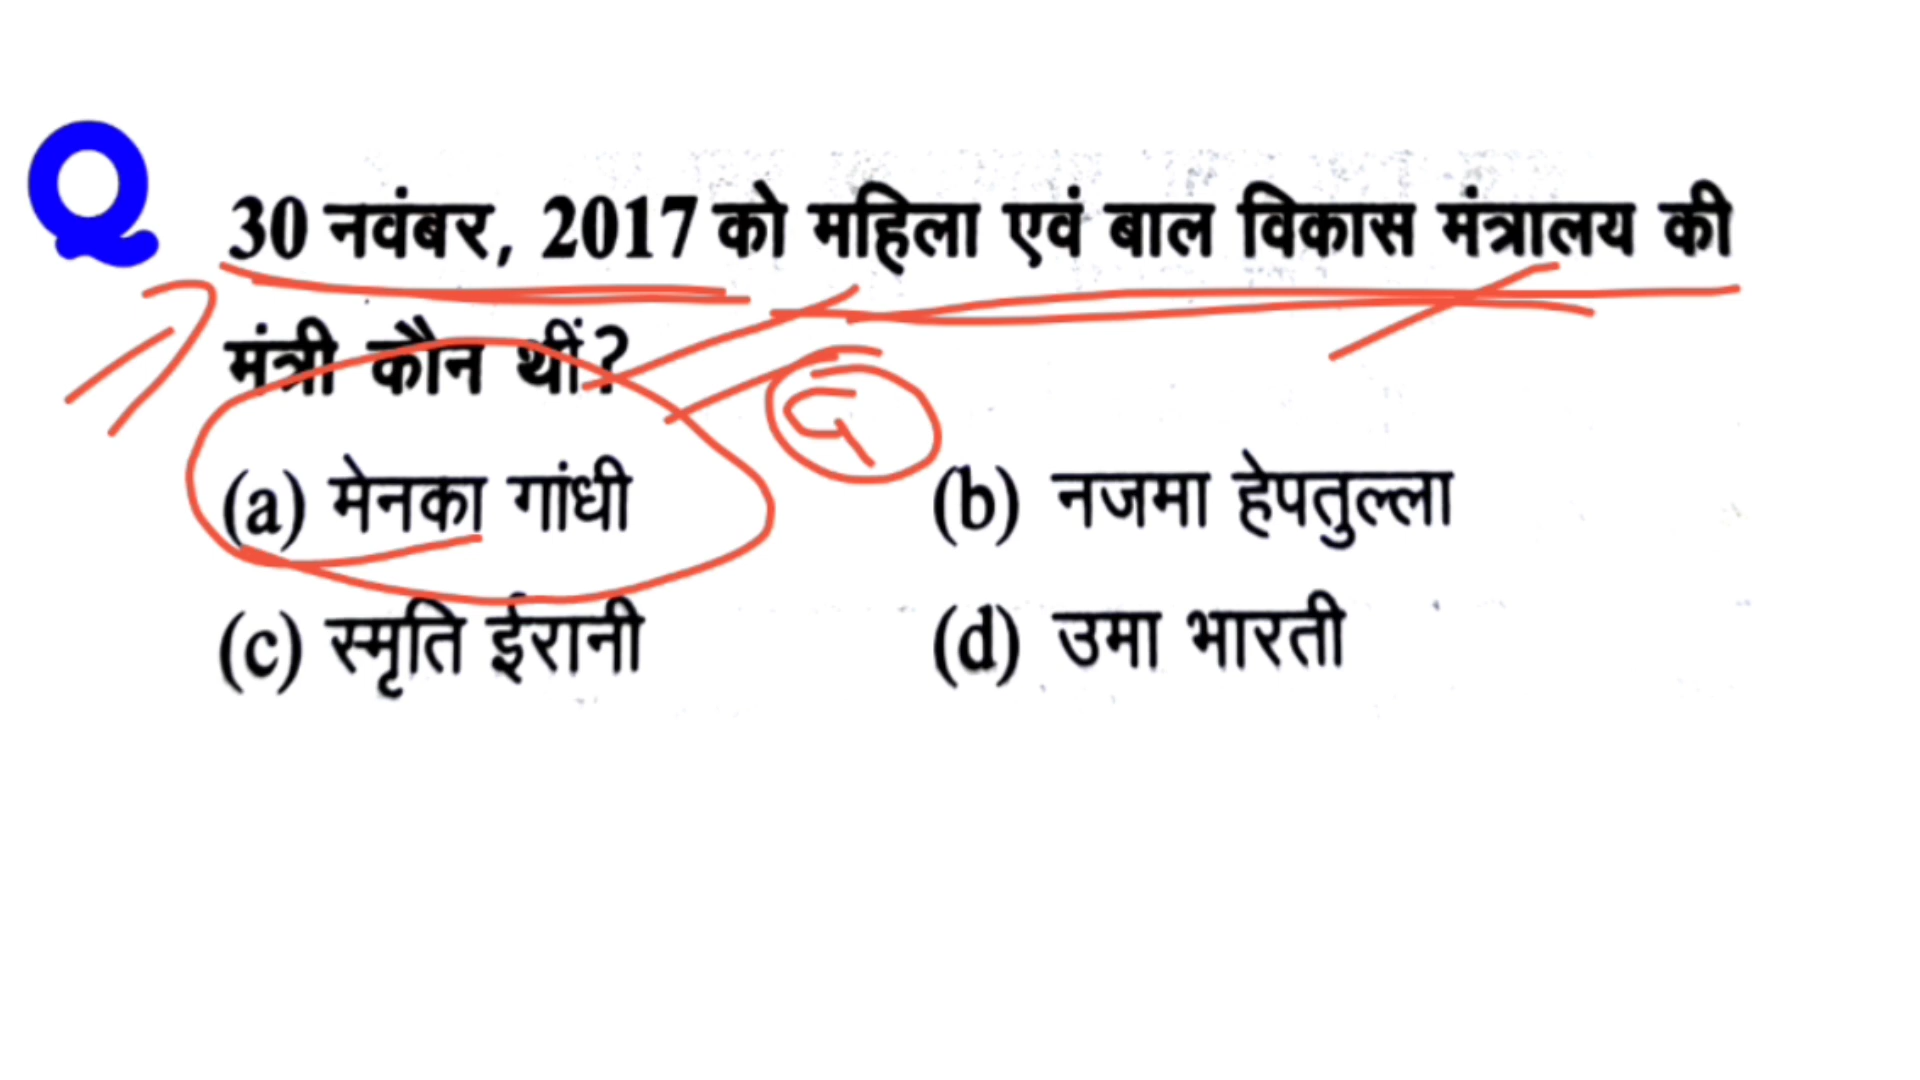 Q
30 नवंबर, 2017 को महिला एवं बाल विकास मंत्रालय की
मंत्री कौन थीं?
(a) मेनका गांधी (b) नजमा हेपतुल्ला
(c) स्मृति ईरानी (d) उमा भारती